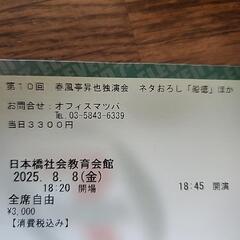 第10回　春風亭昇也独演会　ネタおろし「船徳」ほか
お問合せ：オフィスマツバ
TEL．03-5843-6339
当日3300円
日本橋社会教育会館
2025. 8. 8(金)
18:20 開場　18:45 開演
全席自由
¥3,000
【消費税込み】